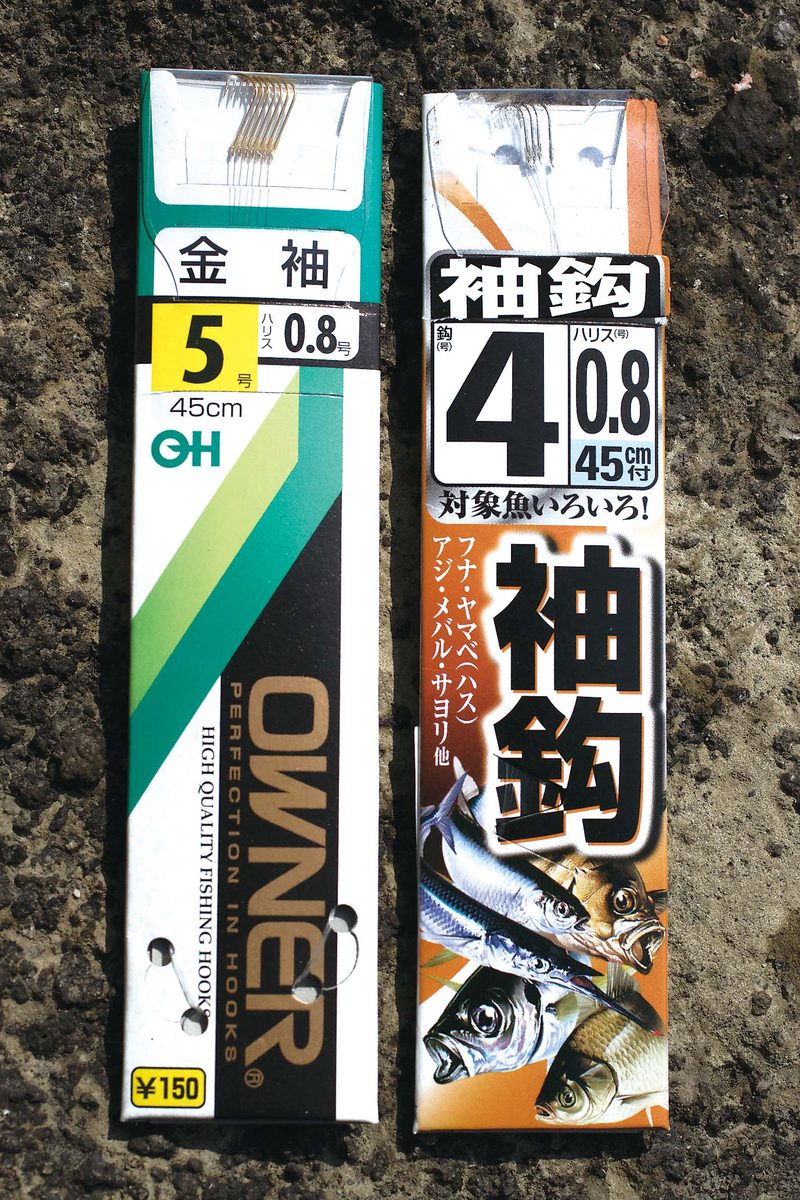 金 袖
5号
ハリス 0.8号
45cm
OH
OWNER®
PERFECTION IN HOOKS
HIGH QUALITY FISHING HOOKS
¥150
袖鈎
鈎(号) 4
ハリス(号) 0.8
45cm付
対象魚いろいろ!
フナ・ヤマベ(ハス)
アジ・メバル・サヨリ他
袖鈎